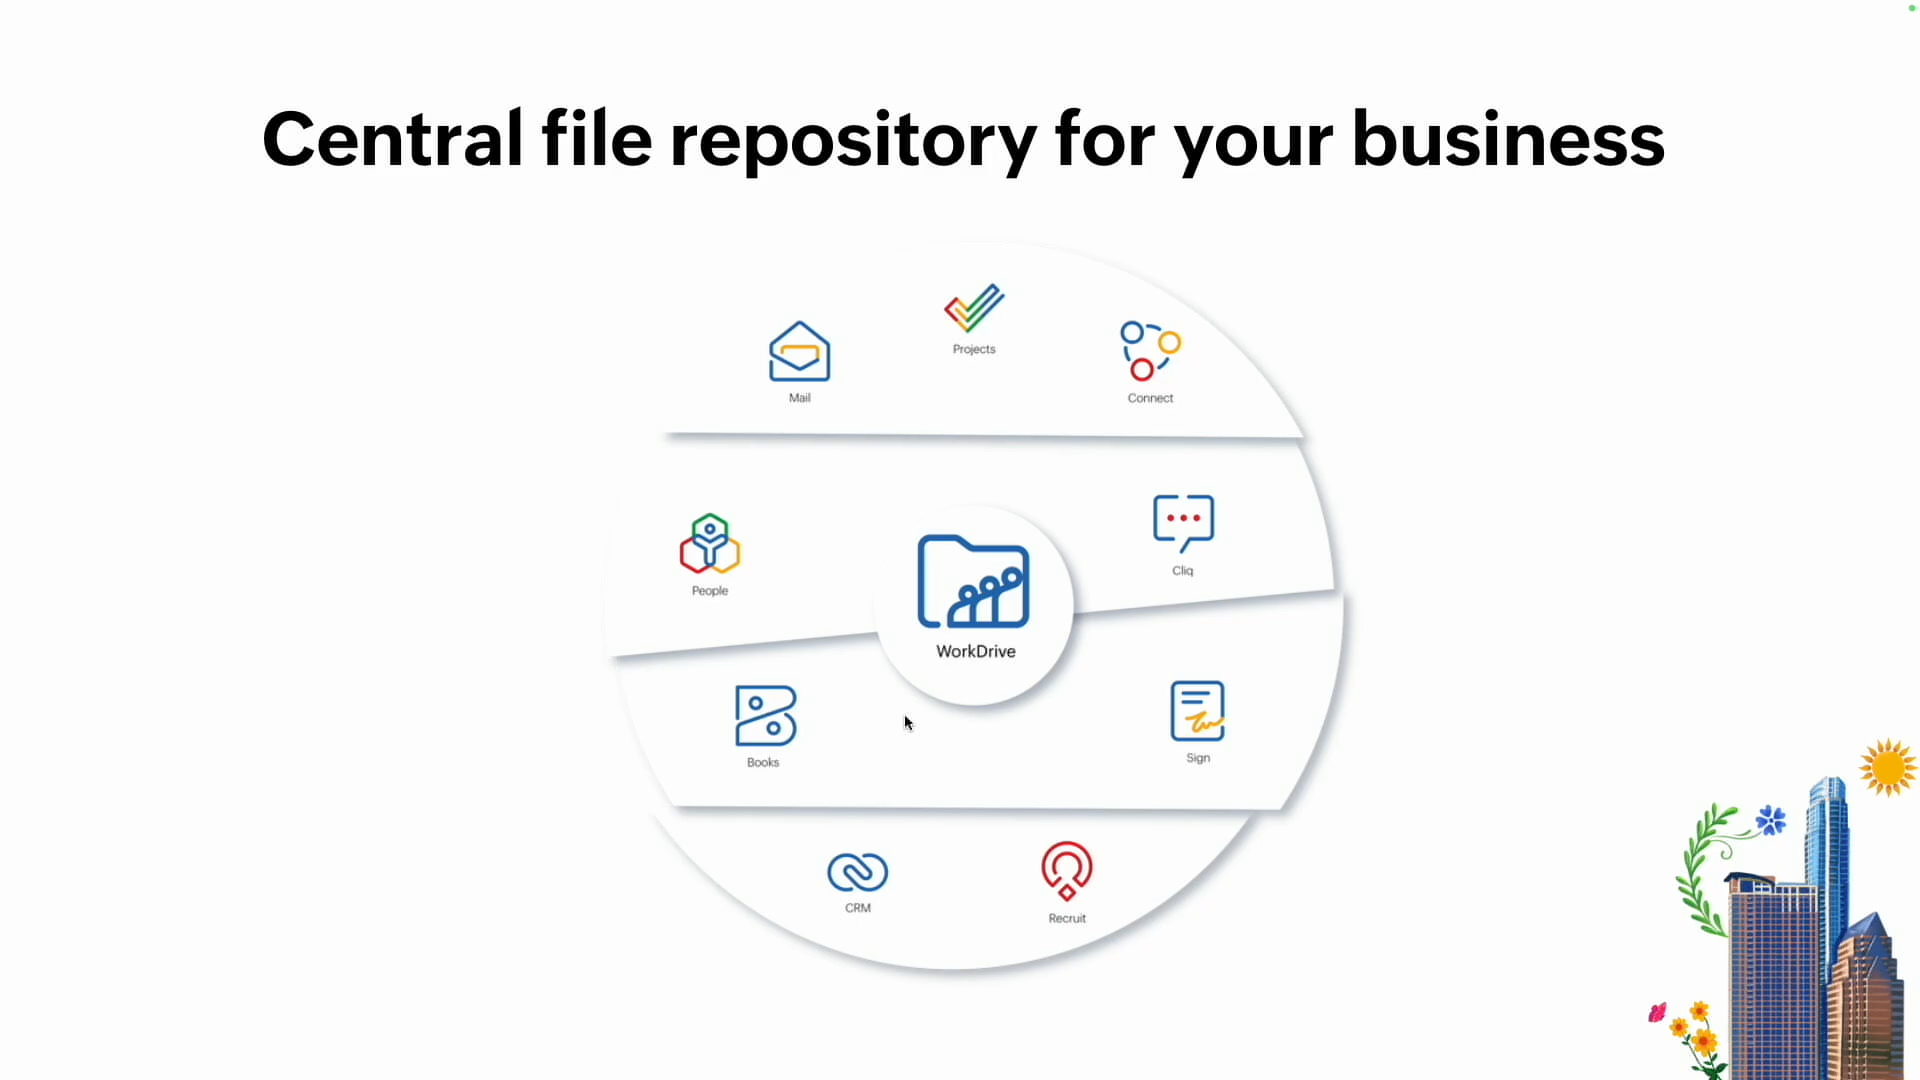 Central file repository for your business
Projects
Mail
Connect
People
Cliq
WorkDrive
Books
Sign
CRM
Recruit